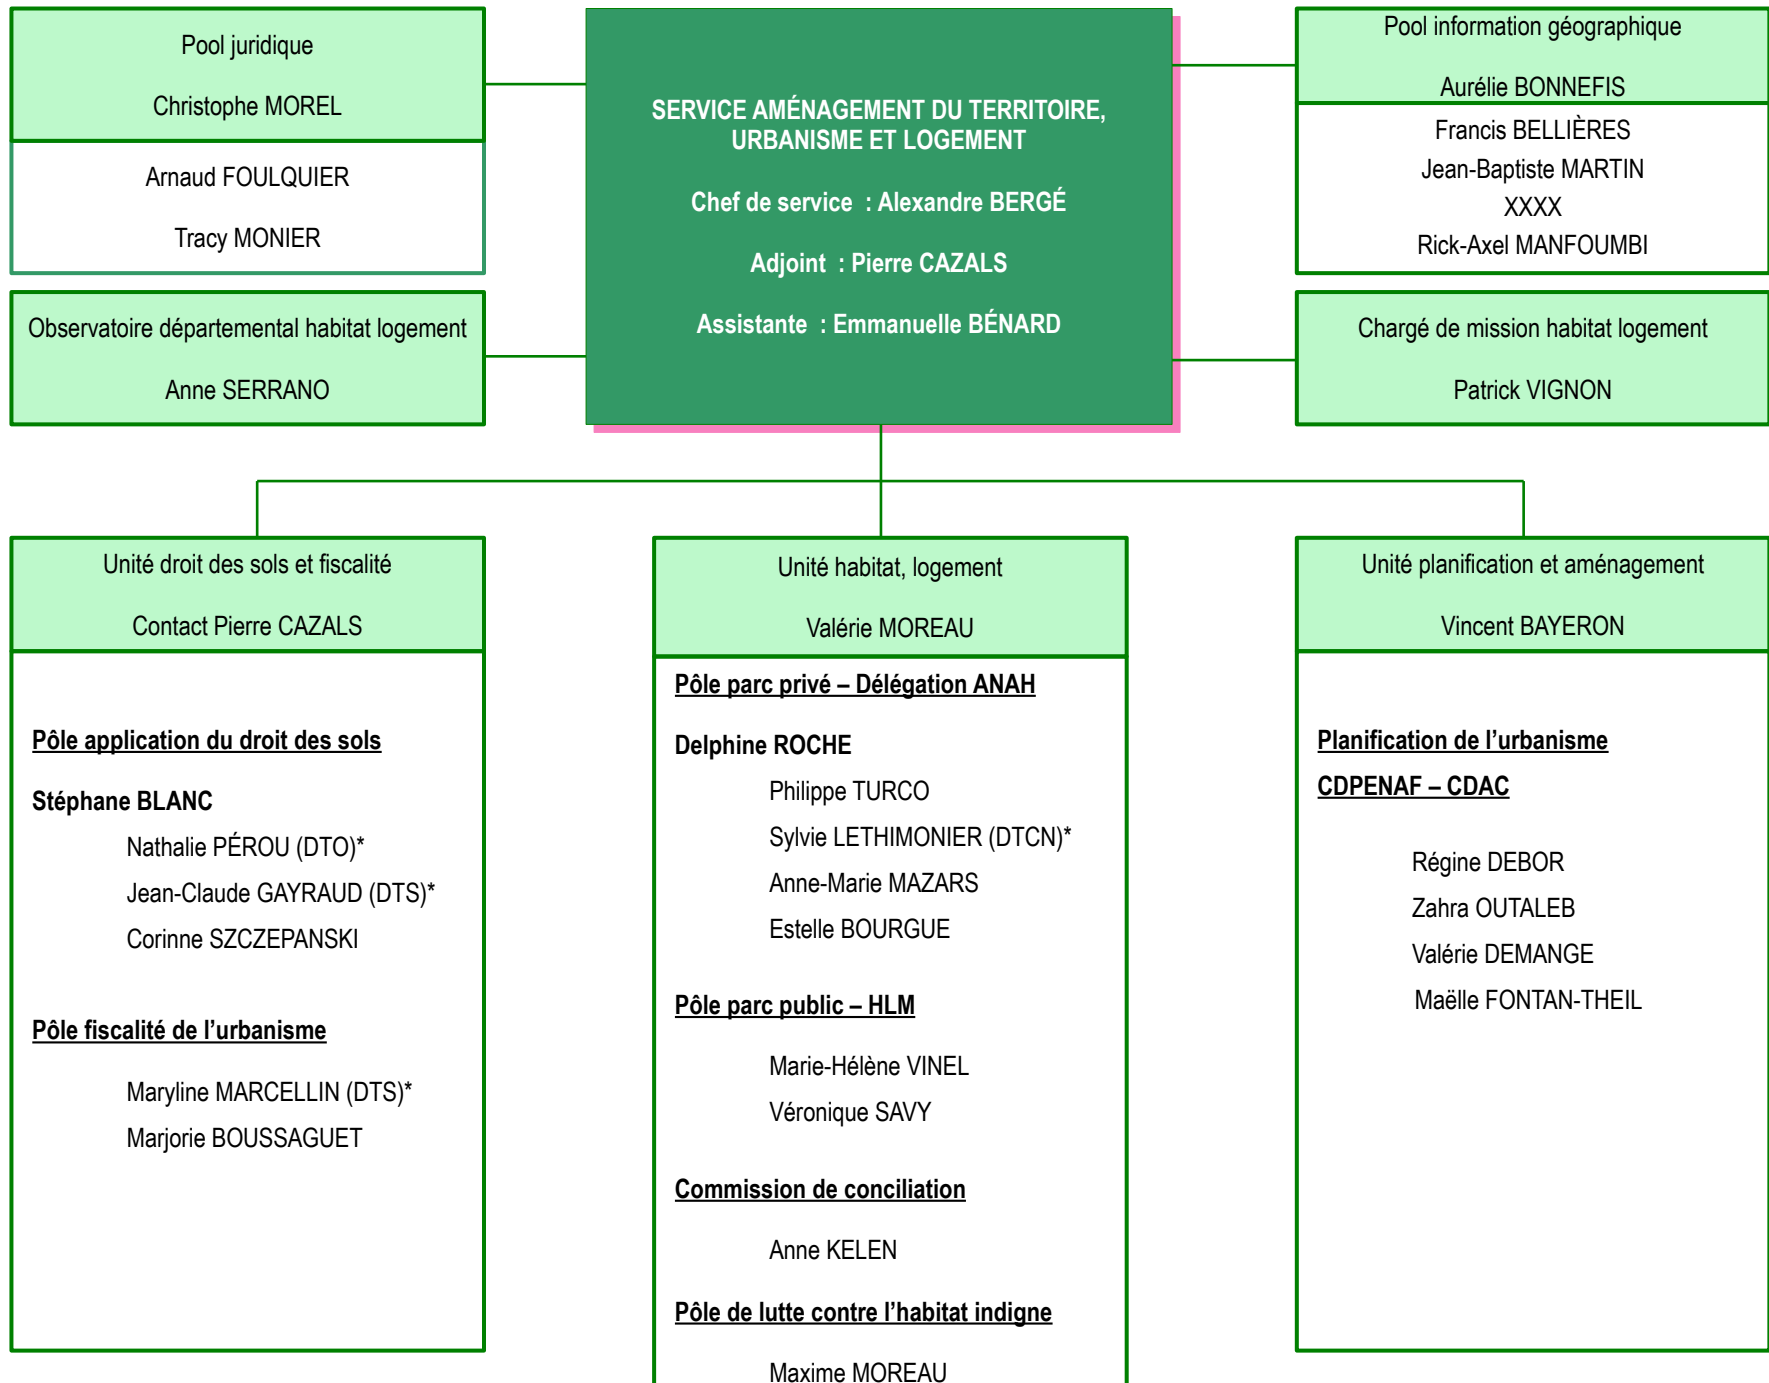 Pool juridique
Christophe MOREL
Arnaud FOULQUIER
Tracy MONIER
Observatoire départemental habitat logement
Anne SERRANO
SERVICE AMÉNAGEMENT DU TERRITOIRE,
URBANISME ET LOGEMENT
Chef de service : Alexandre BERGÉ
Adjoint : Pierre CAZALS
Assistante : Emmanuelle BÉNARD
Pool information géographique
Aurélie BONNEFIS
Francis BELLIÈRES
Jean-Baptiste MARTIN
XXXX
Rick-Axel MANFOUMBI
Chargé de mission habitat logement
Patrick VIGNON
Unité droit des sols et fiscalité
Contact Pierre CAZALS
Pôle application du droit des sols
Stéphane BLANC
Nathalie PÉROU (DTO)*
Jean-Claude GAYRAUD (DTS)*
Corinne SZCZEPANSKI
Pôle fiscalité de l’urbanisme
Maryline MARCELLIN (DTS)*
Marjorie BOUSSAGUET
Unité habitat, logement
Valérie MOREAU
Pôle parc privé – Délégation ANAH
Delphine ROCHE
Philippe TURCO
Sylvie LETHIMONIER (DTCN)*
Anne-Marie MAZARS
Estelle BOURGUE
Pôle parc public – HLM
Marie-Hélène VINEL
Véronique SAVY
Commission de conciliation
Anne KELEN
Pôle de lutte contre l’habitat indigne
Maxime MOREAU
Unité planification et aménagement
Vincent BAYERON
Planification de l’urbanisme
CDPENAF – CDAC
Régine DEBOR
Zahra OUTALEB
Valérie DEMANGE
Maëlle FONTAN-THEIL